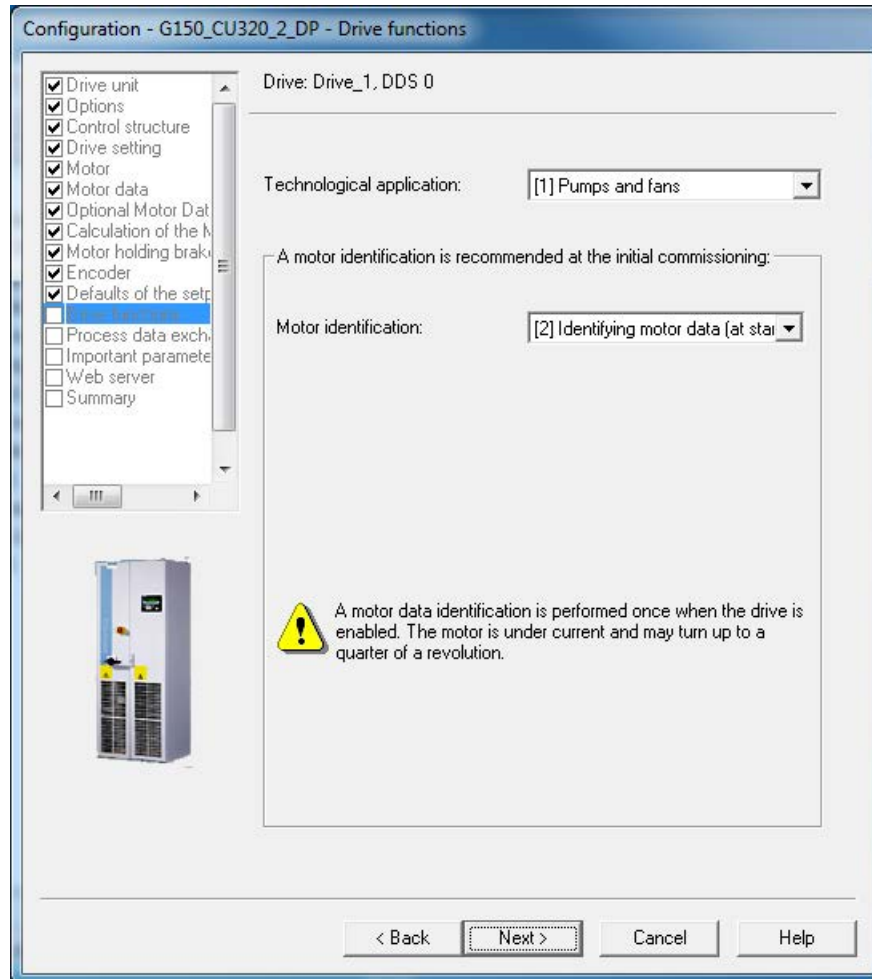 Configuration - G150_CU320_2_DP - Drive functions
Drive unit
Options
Control structure
Drive setting
Motor
Motor data
Optional Motor Dat
Calculation of the M
Motor holding brak
Encoder
Defaults of the setp
Drive functions
Process data exch
Important paramete
Web server
Summary
Drive: Drive_1, DDS 0
Technological application:
[1] Pumps and fans
A motor identification is recommended at the initial commissioning:
Motor identification:
[2] Identifying motor data (at star
A motor data identification is performed once when the drive is
enabled. The motor is under current and may turn up to a
quarter of a revolution.
< Back
Next >
Cancel
Help